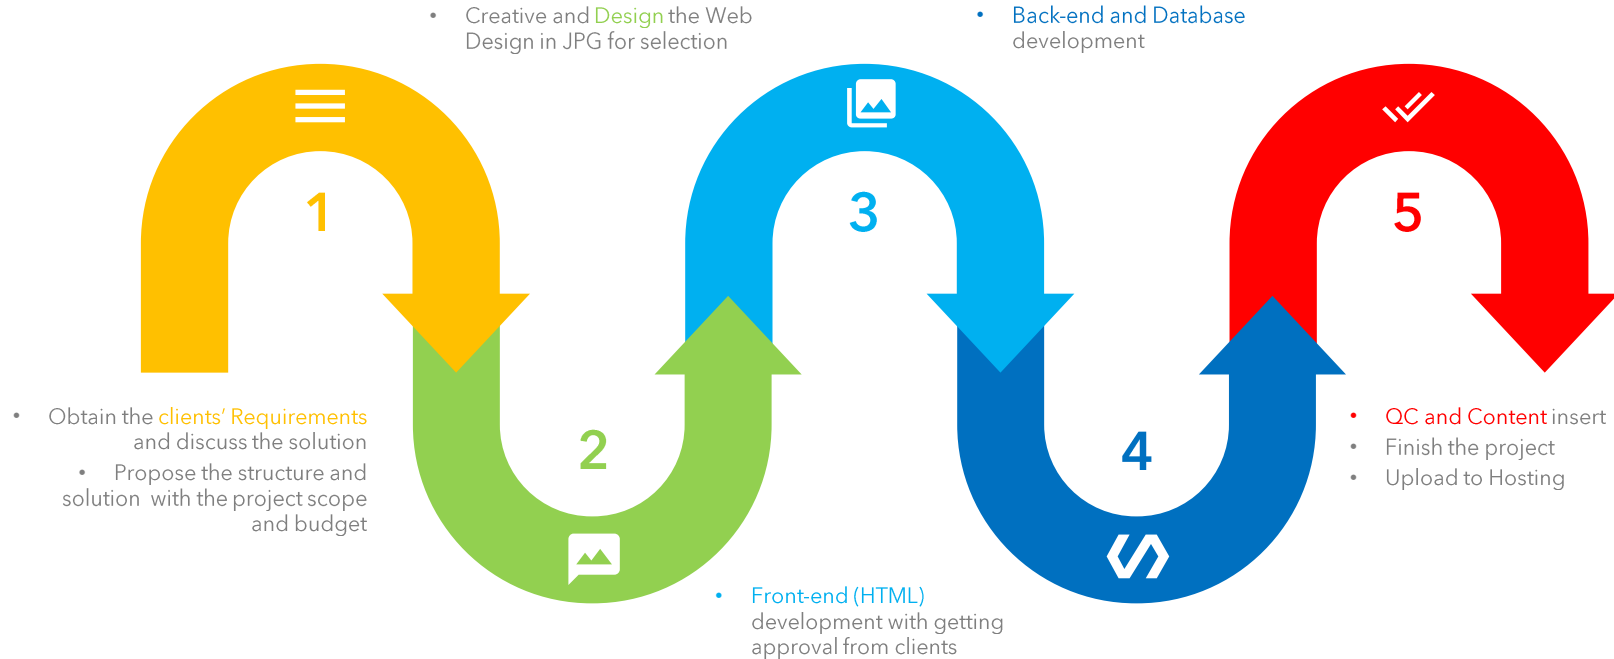 • Creative and Design the Web
Design in JPG for selection
• Back-end and Database
development
1
3
5
• Obtain the clients’ Requirements
and discuss the solution
• Propose the structure and
solution with the project scope
and budget
2
4
• QC and Content insert
• Finish the project
• Upload to Hosting
• Front-end (HTML)
development with getting
approval from clients